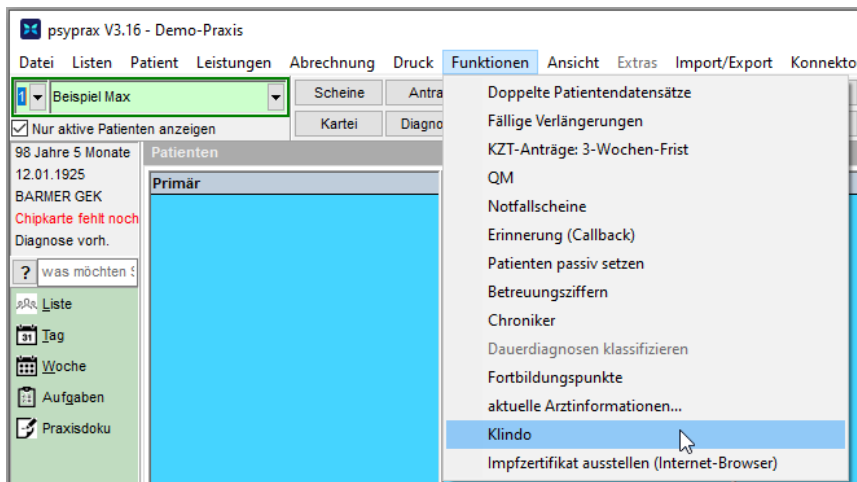 psyprax V3.16 - Demo-Praxis
Datei Listen Patient Leistungen Abrechnung Druck Funktionen Ansicht Extras Import/Export Konnekto
1 Beispiel Max Scheine Antra
Nur aktive Patienten anzeigen Kartei Diagno
98 Jahre 5 Monate
12.01.1925
BARMER GEK
Chipkarte fehlt noch
Diagnose vorh.
? was möchten S
Liste
31 Tag
Woche
Aufgaben
Praxisdoku
Patienten
Primär
Doppelte Patientendatensätze
Fällige Verlängerungen
KZT-Anträge: 3-Wochen-Frist
QM
Notfallscheine
Erinnerung (Callback)
Patienten passiv setzen
Betreuungsziffern
Chroniker
Dauerdiagnosen klassifizieren
Fortbildungspunkte
aktuelle Arztinformationen...
Klindo
Impfzertifikat ausstellen (Internet-Browser)